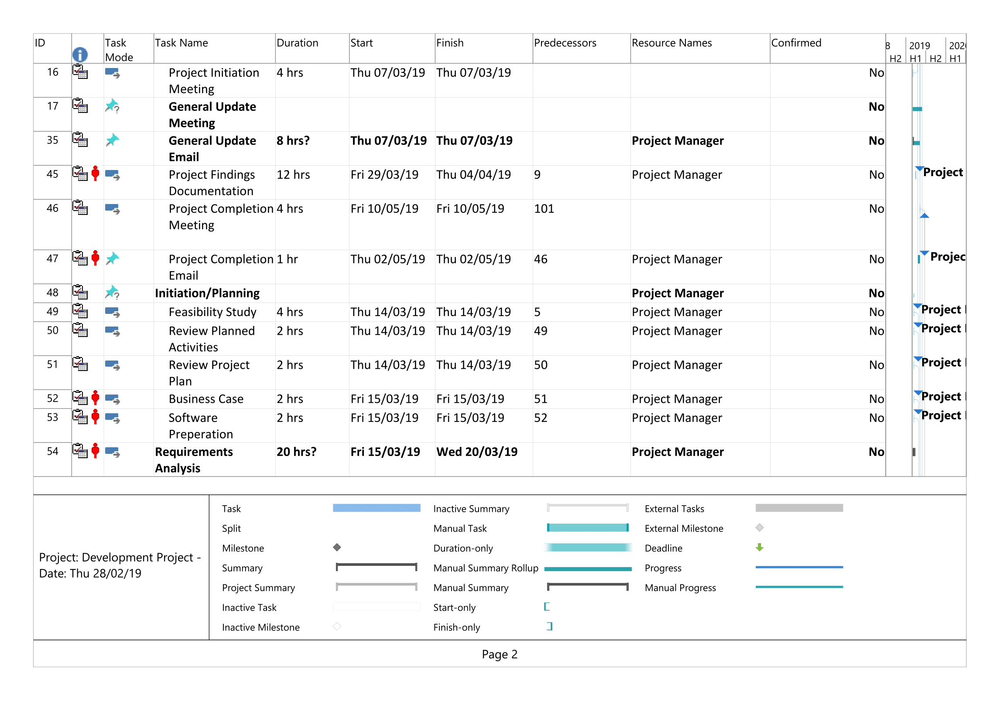 ID Task Mode Task Name Duration Start Finish Predecessors Resource Names Confirmed
8 2019 202
H2 H1 H2 H1
16 Project Initiation 4 hrs Thu 07/03/19 Thu 07/03/19 No
Meeting
17 General Update No
Meeting
35 General Update 8 hrs? Thu 07/03/19 Thu 07/03/19 Project Manager No
Email
45 Project Findings 12 hrs Fri 29/03/19 Thu 04/04/19 9 Project Manager No Project
Documentation
46 Project Completion 4 hrs Fri 10/05/19 Fri 10/05/19 101 No
Meeting
47 Project Completion 1 hr Thu 02/05/19 Thu 02/05/19 46 Project Manager No Projec
Email
48 Initiation/Planning Project Manager No
49 Feasibility Study 4 hrs Thu 14/03/19 Thu 14/03/19 5 Project Manager No Project
50 Review Planned 2 hrs Thu 14/03/19 Thu 14/03/19 49 Project Manager No Project
Activities
51 Review Project 2 hrs Thu 14/03/19 Thu 14/03/19 50 Project Manager No Project
Plan
52 Business Case 2 hrs Fri 15/03/19 Fri 15/03/19 51 Project Manager No Project
53 Software 2 hrs Fri 15/03/19 Fri 15/03/19 52 Project Manager No Project
Preperation
54 Requirements 20 hrs? Fri 15/03/19 Wed 20/03/19 Project Manager No
Analysis
Project: Development Project -
Date: Thu 28/02/19
Task Inactive Summary External Tasks
Split Manual Task External Milestone
Milestone Duration-only Deadline
Summary Manual Summary Rollup Progress
Project Summary Manual Summary Manual Progress
Inactive Task Start-only
Inactive Milestone Finish-only
Page 2